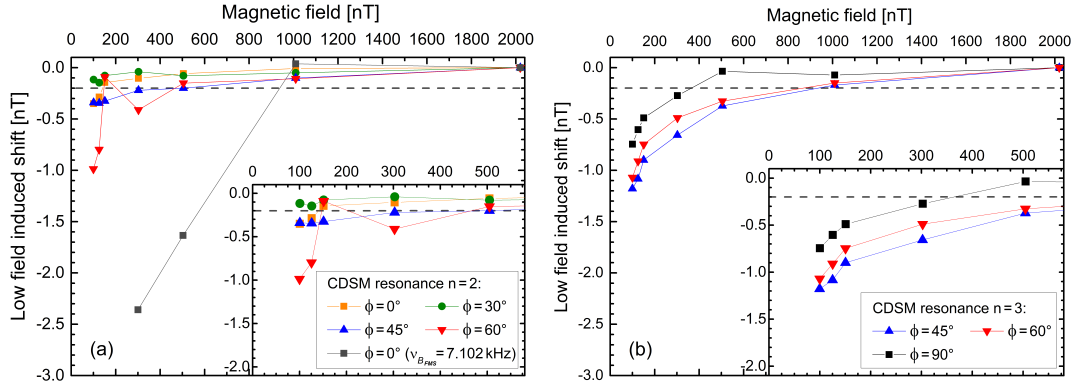 Magnetic field [nT]
0 200 400 600 800 1000 1200 1400 1600 1800 2000
Low field induced shift [nT]
0.0
-0.5
-1.0
-1.5
-2.0
-2.5
-3.0
0 100 200 300 400 500
0.0
-0.5
-1.0
-1.5
-2.0
CDSM resonance n=2:
ϕ=0° ϕ=30°
ϕ=45° ϕ=60°
ϕ=0° (ν_{B_{FMS}}=7.102 kHz)
(a)
Magnetic field [nT]
0 200 400 600 800 1000 1200 1400 1600 1800 2000
Low field induced shift [nT]
0.0
-0.5
-1.0
-1.5
-2.0
-2.5
-3.0
0 100 200 300 400 500
0.0
-0.5
-1.0
-1.5
-2.0
CDSM resonance n=3:
ϕ=45° ϕ=60°
ϕ=90°
(b)